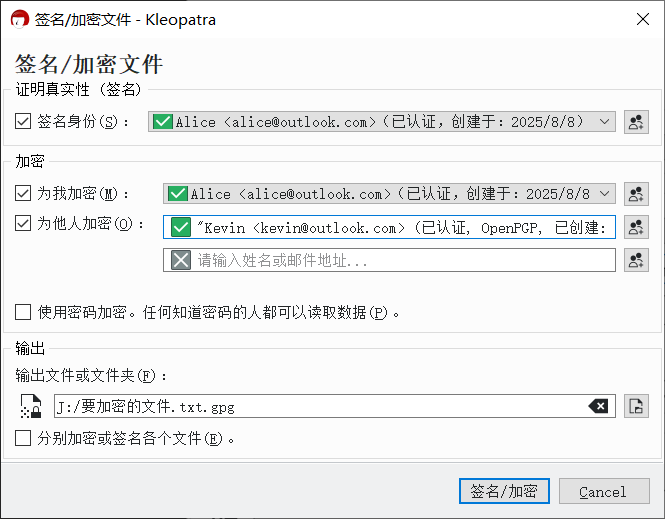 签名/加密文件 - Kleopatra
签名/加密文件
证明真实性（签名）
签名身份(S)：
Alice <alice@outlook.com>（已认证，创建于：2025/8/8）
加密
为我加密(M)：
Alice <alice@outlook.com>（已认证，创建于：2025/8/8
为他人加密(O)：
"Kevin <kevin@outlook.com>（已认证, OpenPGP, 已创建:
请输入姓名或邮件地址...
使用密码加密。任何知道密码的人都可以读取数据(P)。
输出
输出文件或文件夹(F)：
J:/要加密的文件.txt.gpg
分别加密或签名各个文件(E)。
签名/加密
Cancel